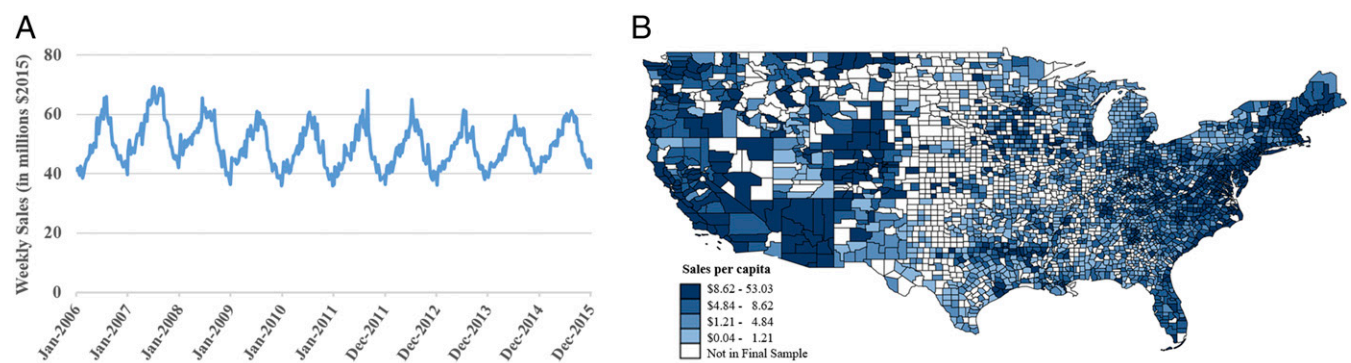 A
Weekly Sales (in millions $2015)
80
60
40
20
0
Jan-2006
Jan-2007
Jan-2008
Jan-2009
Jan-2010
Jan-2011
Dec-2011
Dec-2012
Dec-2013
Dec-2014
Dec-2015
B
Sales per capita
$8.62 - 53.03
$4.84 - 8.62
$1.21 - 4.84
$0.04 - 1.21
Not in Final Sample